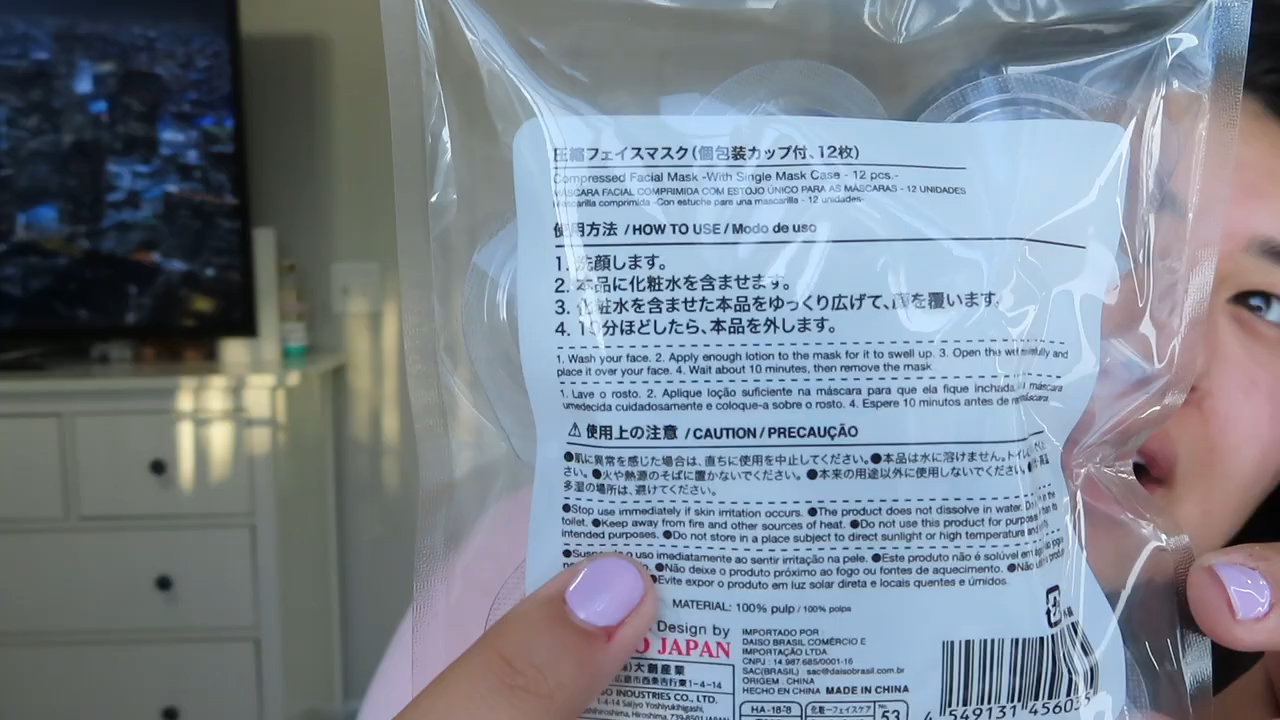 圧縮フェイスマスク(個包装カップ付、12枚)
Compressed Facial Mask -With Single Mask Case - 12 pcs.-
MÁSCARA FACIAL COMPRIMIDA COM ESTOJO ÚNICO PARA AS MÁSCARAS - 12 UNIDADES
Mascarilla comprimida -Con estuche para una mascarilla - 12 unidades-
使用方法 / HOW TO USE / Modo de uso
1. 洗顔します。
2. 本品に化粧水を含ませます。
3. 化粧水を含ませた本品をゆっくり広げて、顔を覆います。
4. 10分ほどしたら、本品を外します。
1. Wash your face. 2. Apply enough lotion to the mask for it to swell up. 3. Open the
place it over your face. 4. Wait about 10 minutes, then remove the mask
1. Lave o rosto. 2. Aplique loção suficiente na máscara para que ela fique inchada. máscara
umedecida cuidadosamente e coloque-a sobre o rosto. 4. Espere 10 minutos antes de
⚠ 使用上の注意 / CAUTION / PRECAUÇÃO
●肌に異常を感じた場合は、直ちに使用を中止してください。●本品は水に溶けません。
さい。●火や熱源のそばに置かないでください。●本来の用途以外に使用しないでください。
多湿の場所は、避けてください。
●Stop use immediately if skin irritation occurs. ●The product does not dissolve in water. in the
toilet. ●Keep away from fire and other sources of heat. ●Do not use this product for
intended purposes. ●Do not store in a place subject to direct sunlight or high temperature
o uso imediatamente ao sentir irritação na pele. ●Este produto não é solúvel em
●Não deixe o produto próximo ao fogo ou fontes de aquecimento. ●Não
●Evite expor o produto em luz solar direta e locais quentes e úmidos.
MATERIAL: 100% pulp / 100% polpa
Design by
JAPAN
大創産業
IMPORTADO POR
DAISO BRASIL COMÉRCIO E
IMPORTAÇÃO LTDA.
CNPJ : 14.987.685/0001-16
SAC(BRASIL) : sac@daisobrasil.com.br
ORIGEM : CHINA
HECHO EN CHINA MADE IN CHINA
INDUSTRIES CO., LTD.
Hiroshima, 739-8501 JAPAN
化粧-フェイスケア
No. 53
4 549131 456035